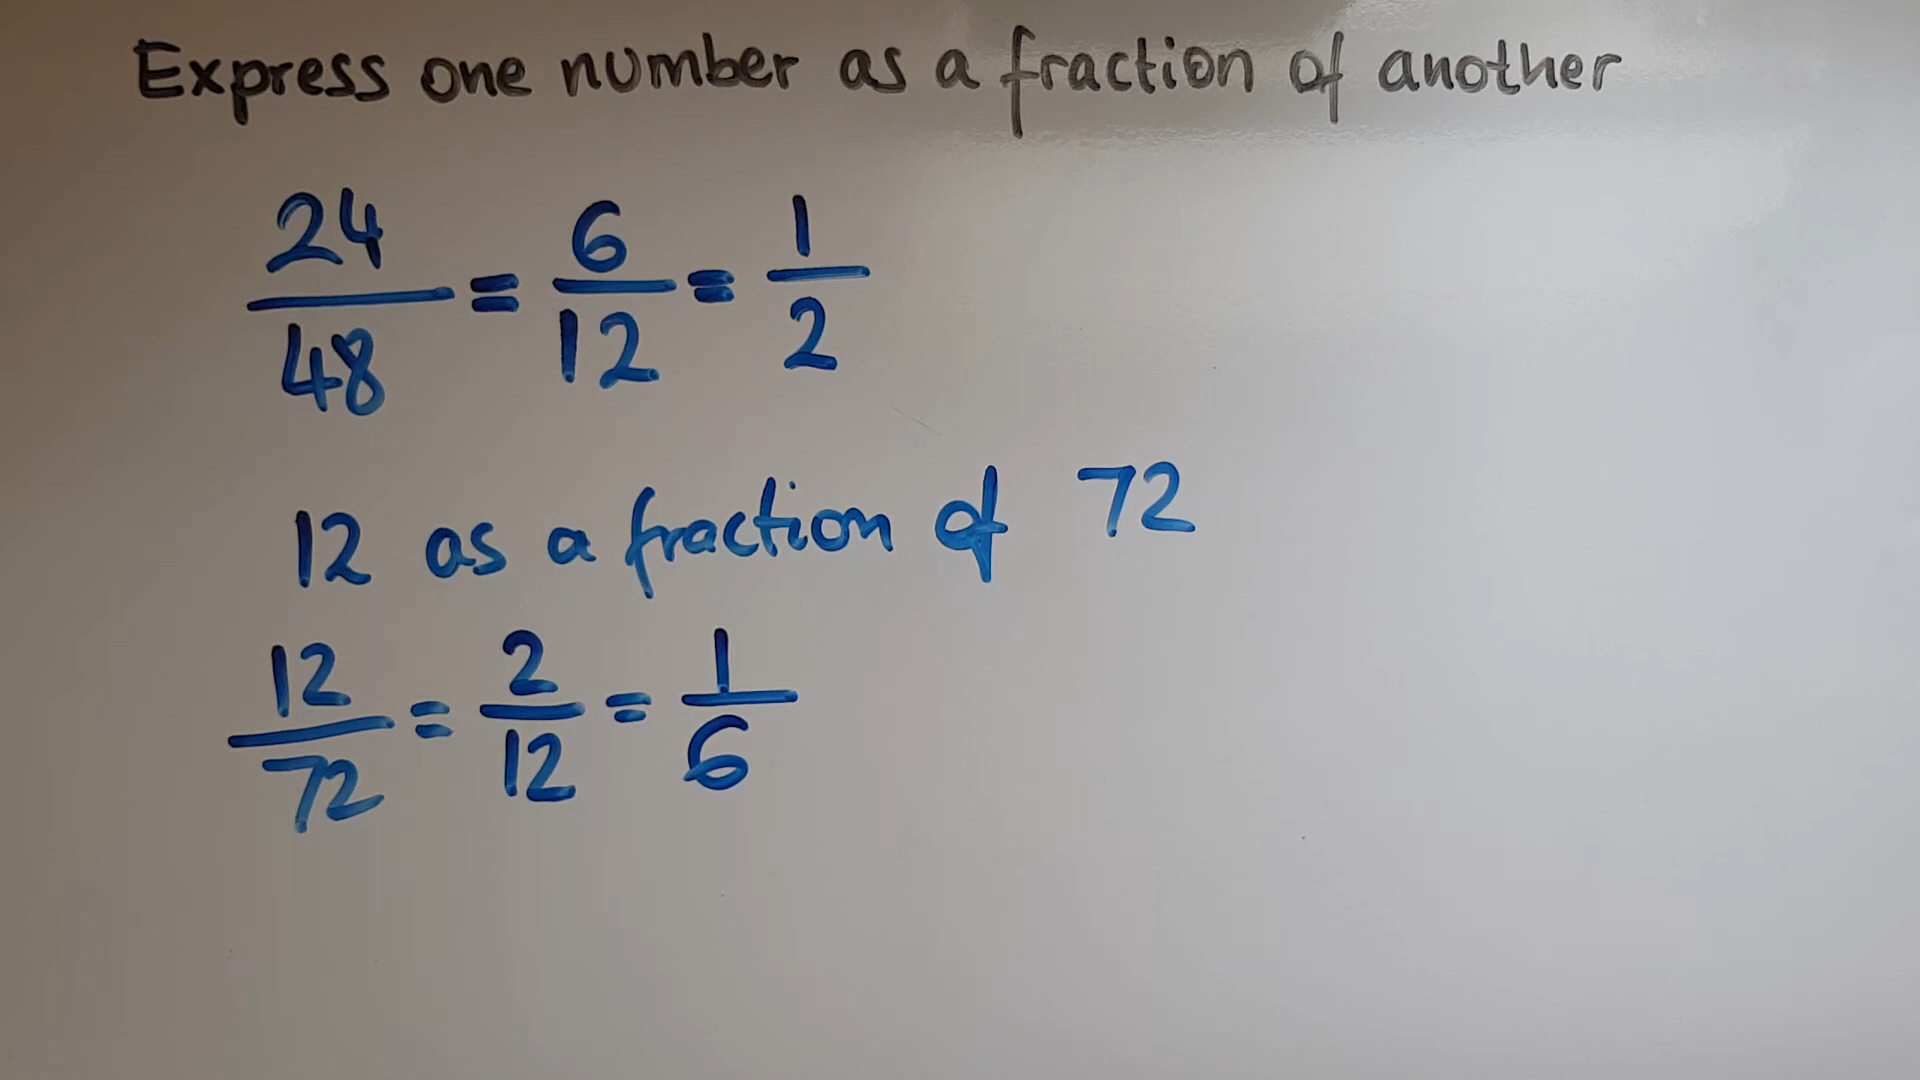 Express one number as a fraction of another
24/48 = 6/12 = 1/2
12 as a fraction of 72
12/72 = 2/12 = 1/6